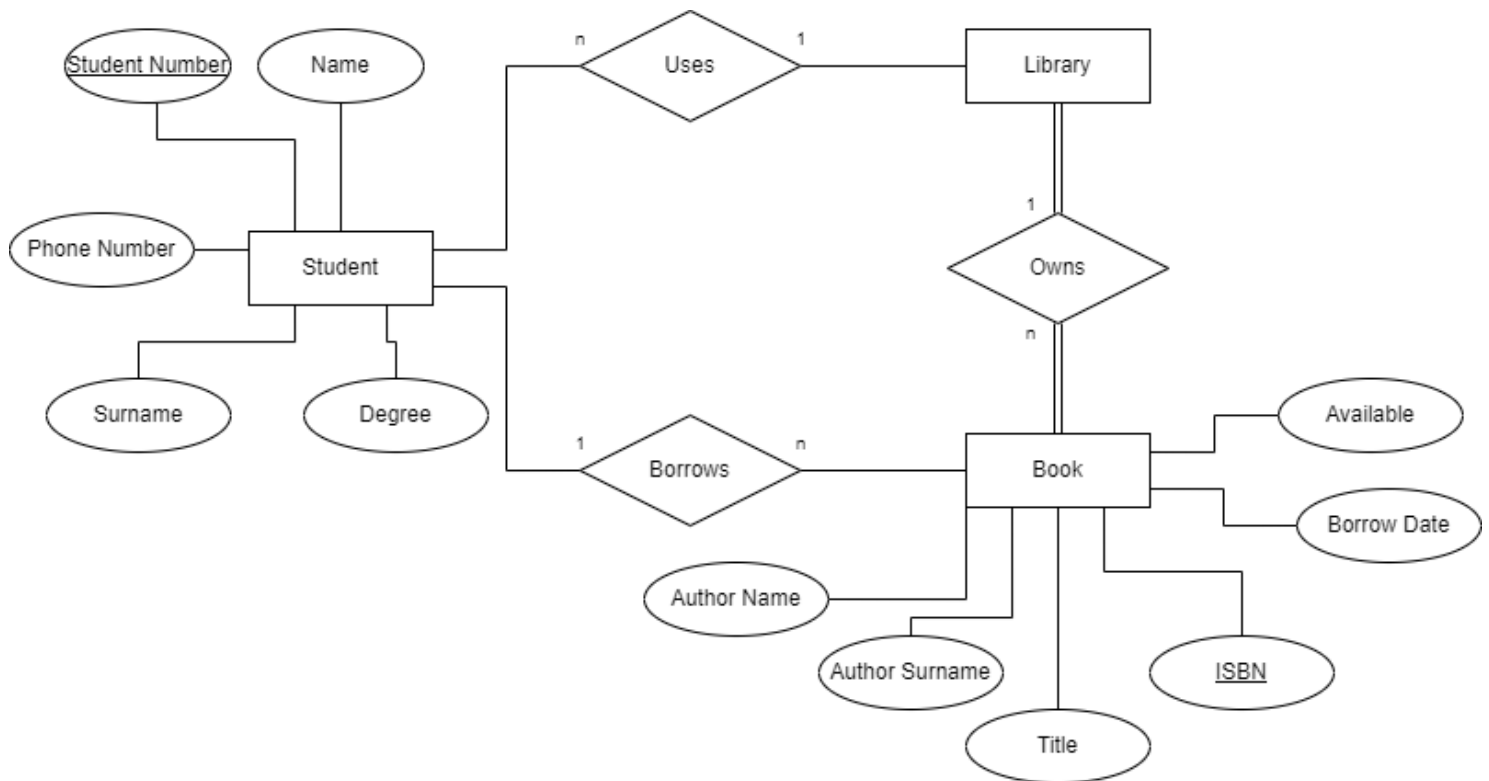 n
Uses
1
Library
Student Number
Name
1
Owns
n
Phone Number
Student
Surname
Degree
1
Borrows
n
Book
Available
Borrow Date
Author Name
Author Surname
ISBN
Title